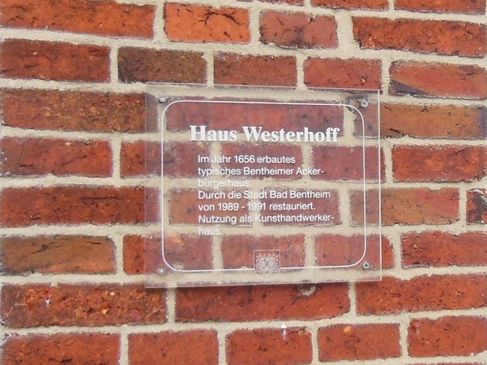 Haus Westerhoff
Im Jahr 1656 erbautes
typisches Bentheimer Acker-
bürgerhaus.
Durch die Stadt Bad Bentheim
von 1989 - 1991 restauriert.
Nutzung als Kunsthandwerker-
haus.